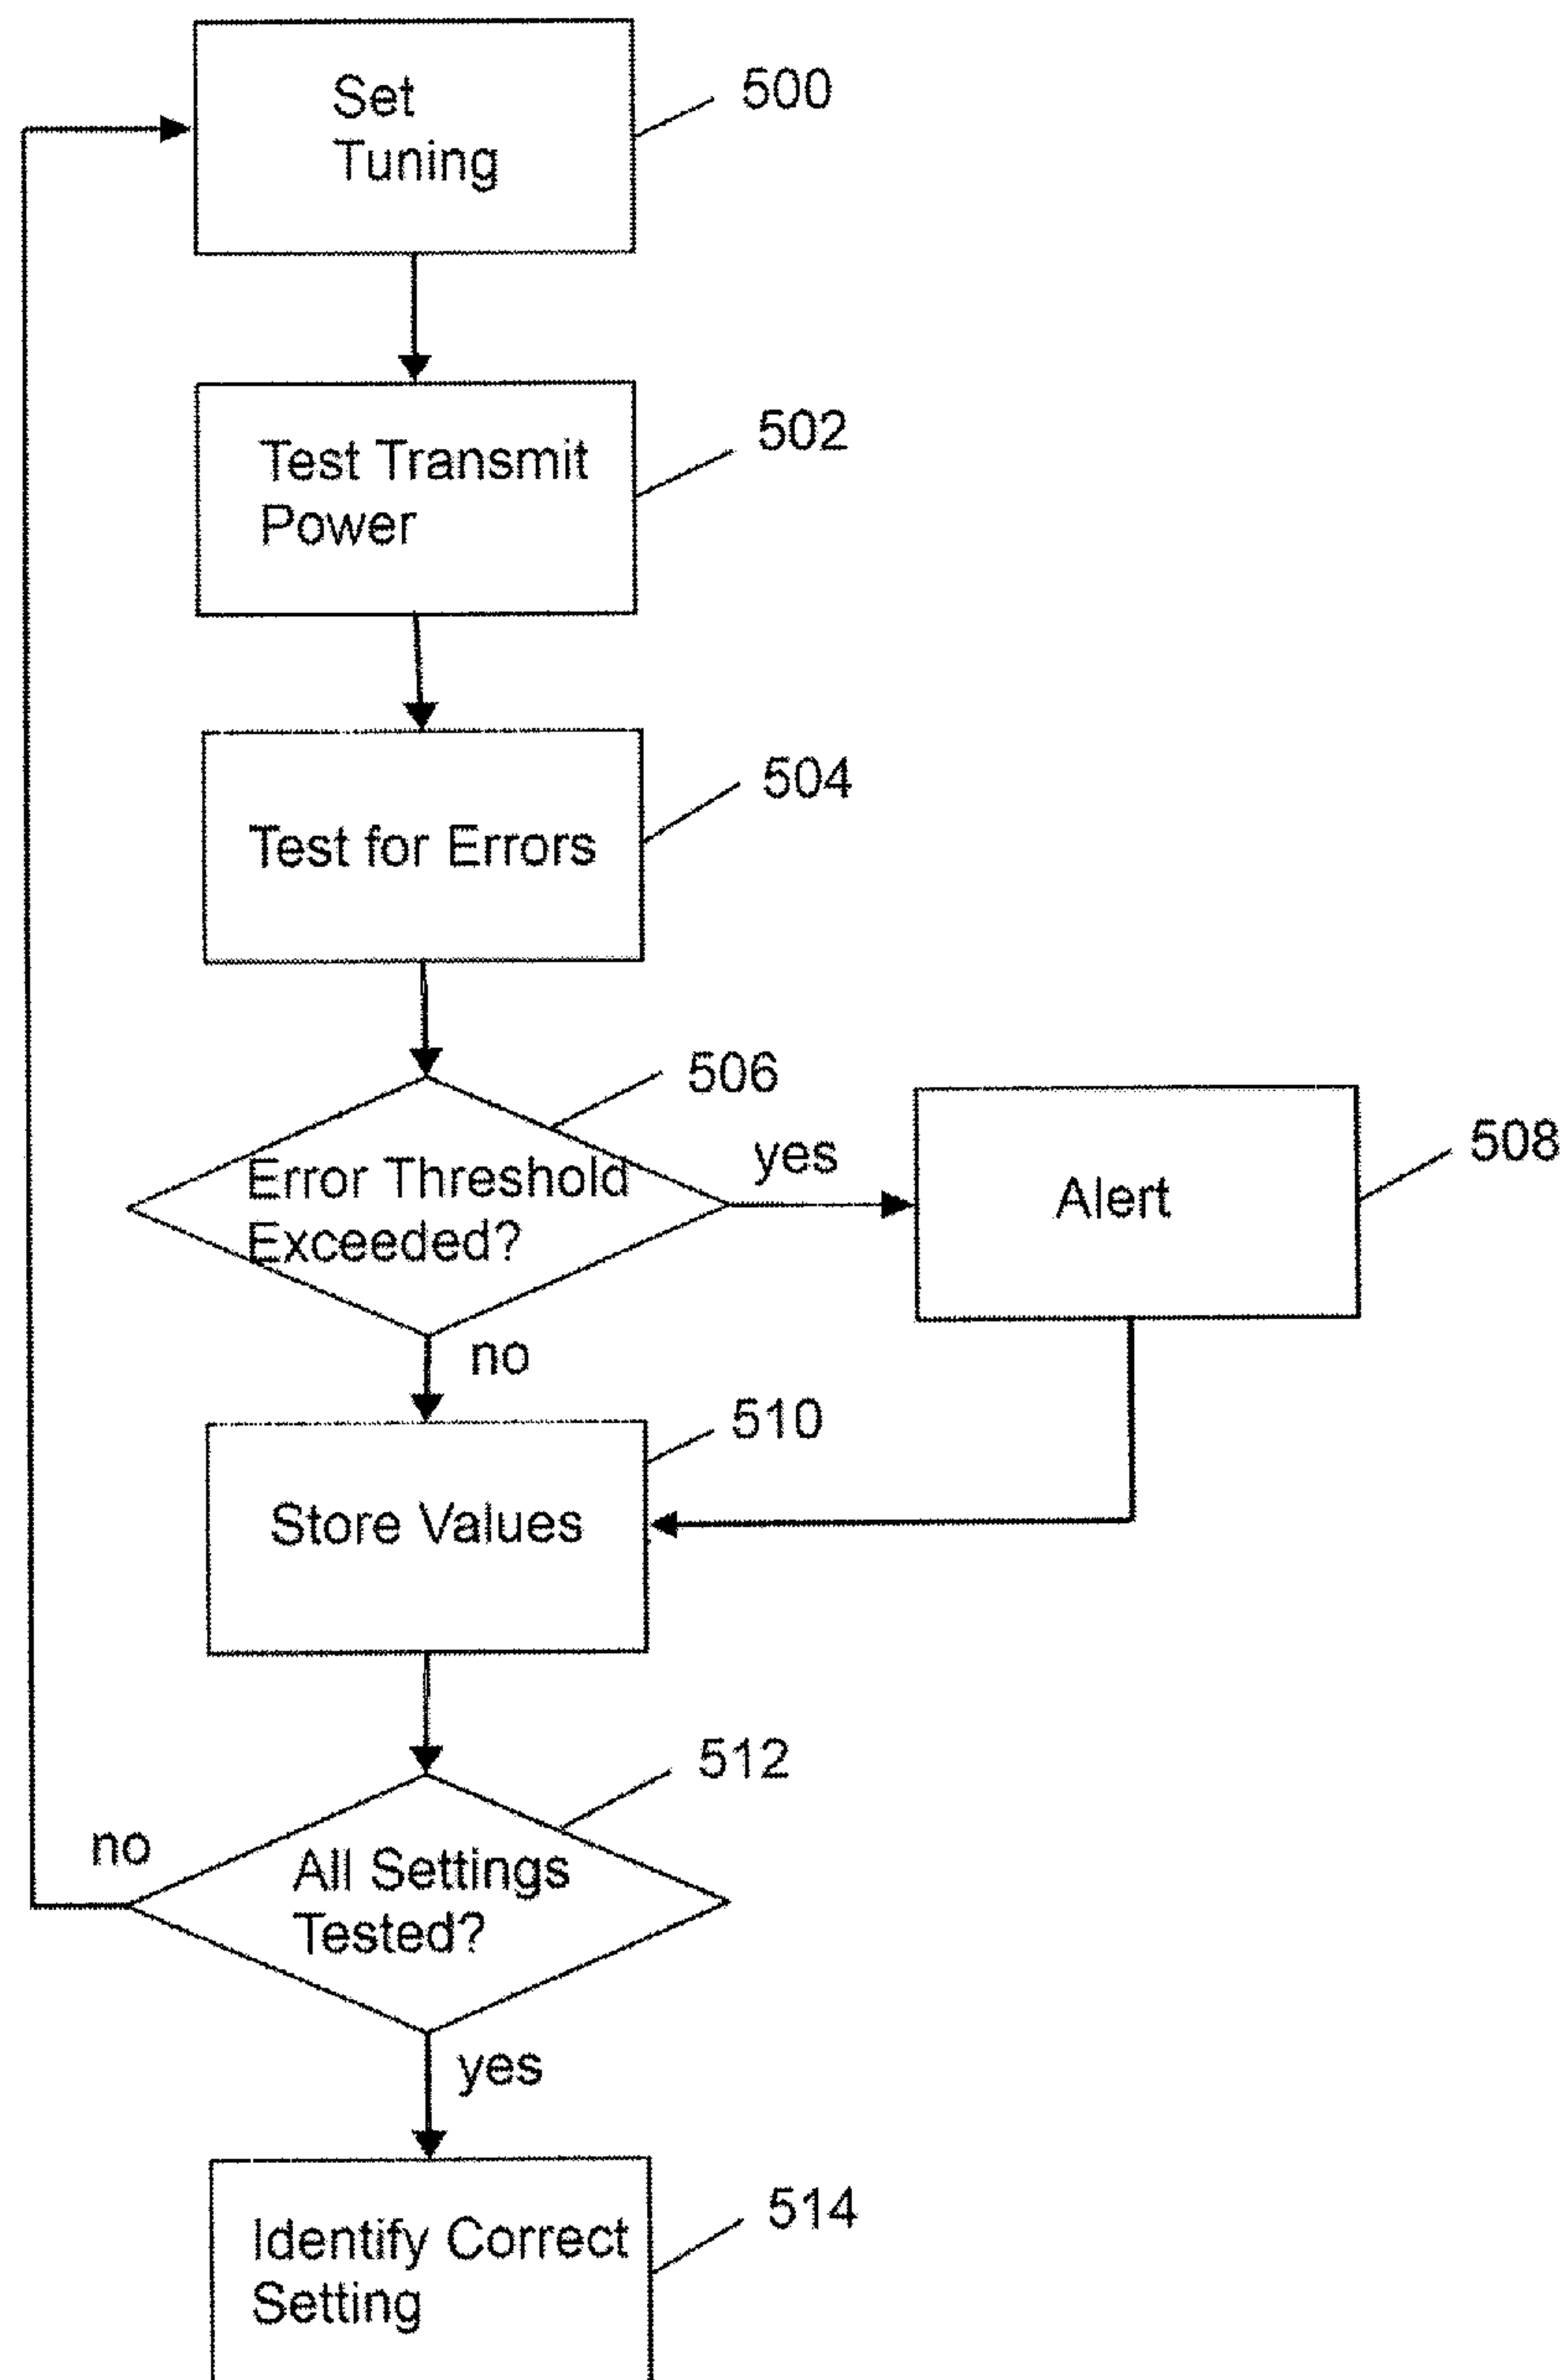 Set
Tuning
500
Test Transmit
Power
502
Test for Errors
504
506
Error Threshold
Exceeded?
yes
Alert
508
no
510
Store Values
512
no
All Settings
Tested?
yes
514
Identify Correct
Setting